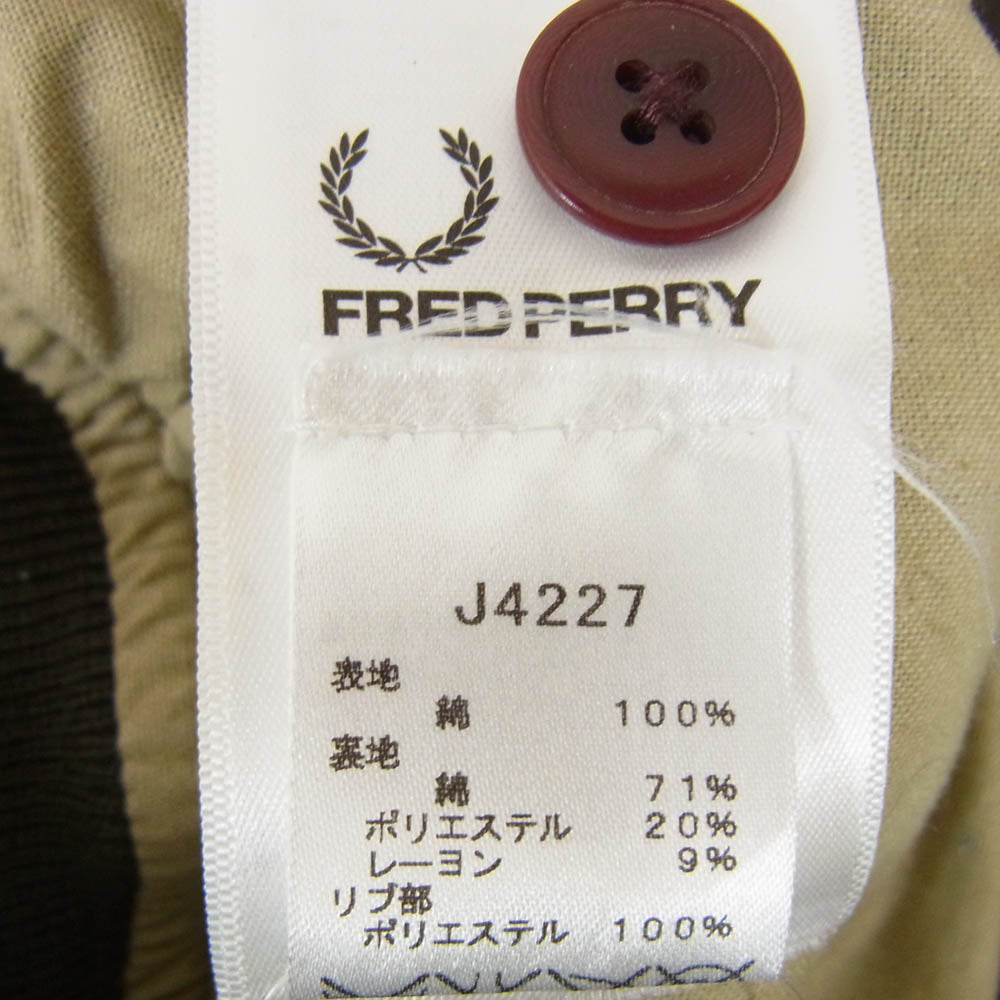 FRED PERRY
J4227
表地
綿 100%
裏地
綿 71%
ポリエステル 20%
レーヨン 9%
リブ部
ポリエステル 100%